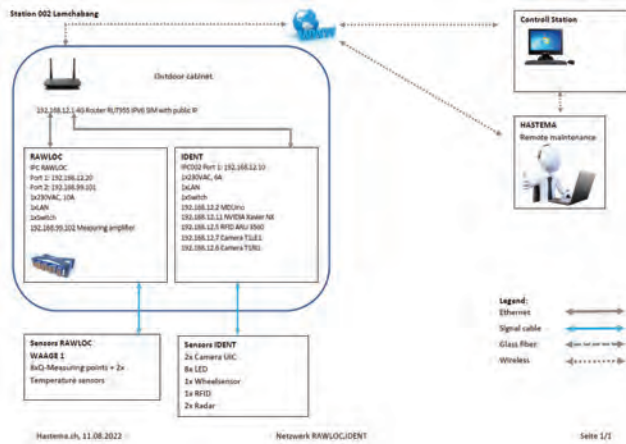 Station 002 Lamchabang
Controll Station
Outdoor cabinet
192.168.12.1 4G Router RUT955 IPv6 SIM with public IP
HASTEMA
Remote maintenance
RAWLOC
IPC RAWLOC
Port 1: 192.168.12.20
Port 2: 192.168.99.101
1x230VAC, 10A
1xLAN
1xSwitch
192.168.99.102 Measuring amplifier
IDENT
IPC002 Port 1: 192.168.12.10
1x230VAC, 6A
1xLAN
1xSwitch
192.168.12.2 MDUino
192.168.12.11 NVIDIA Xavier NX
192.168.12.5 RFID ARU 3560
192.168.12.7 Camera T1LE1
192.168.12.6 Camera T1RI1
Sensors RAWLOC
WAAGE 1
8xQ-Measuring points + 2x
Temperature sensors
Sensors IDENT
2x Camera UIC
8x LED
1x Wheelsensor
1x RFID
2x Radar
Legend:
Ethernet
Signal cable
Glass fiber
Wireless
Hastema.ch, 11.08.2022
Netzwerk RAWLOC,IDENT
Seite 1/1